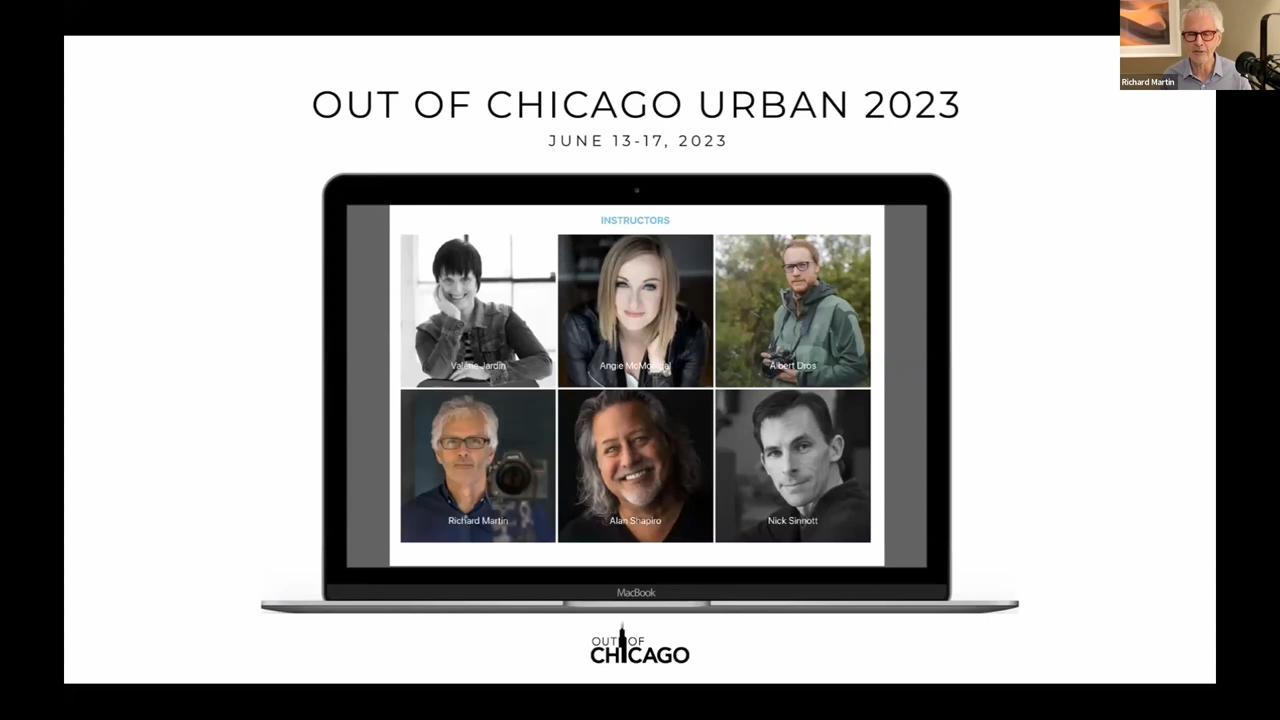 Richard Martin
OUT OF CHICAGO URBAN 2023
JUNE 13-17, 2023
INSTRUCTORS
Valérie Jardin
Angie McMonigal
Albert Dros
Richard Martin
Alan Shapiro
Nick Sinnott
MacBook
OUT OF
CHICAGO